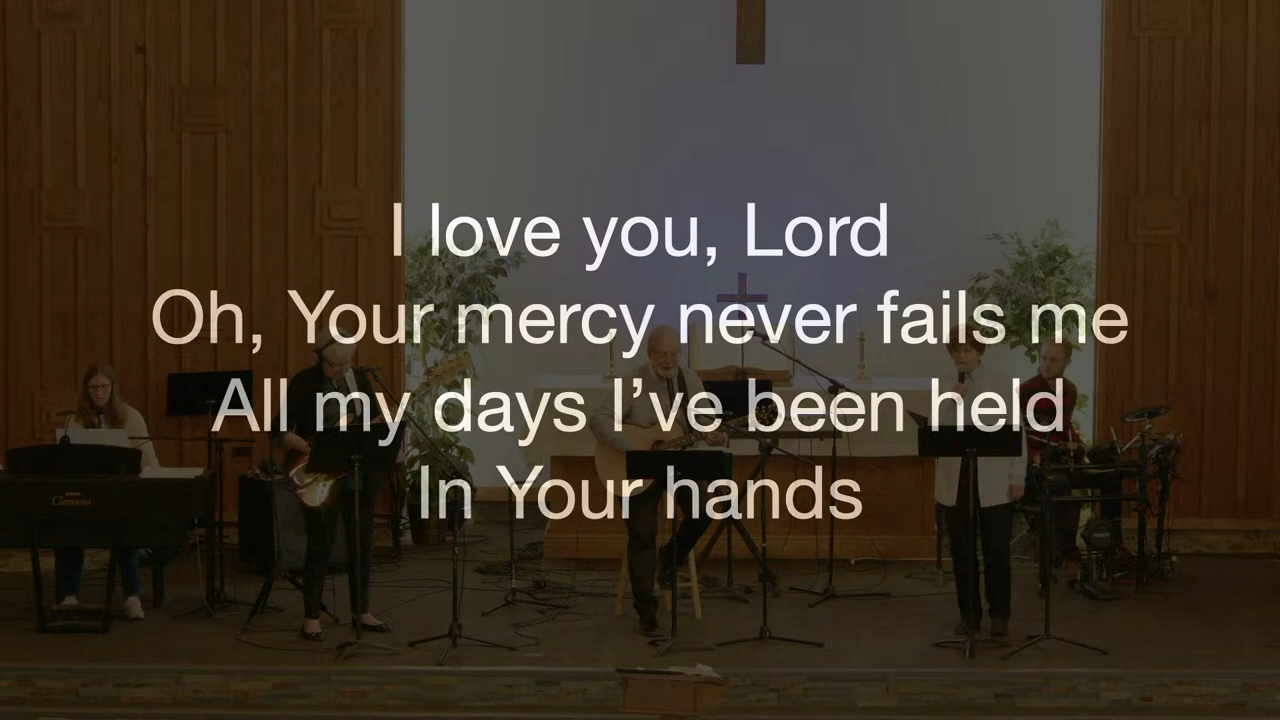 I love you, Lord
Oh, Your mercy never fails me
All my days I’ve been held
In Your hands